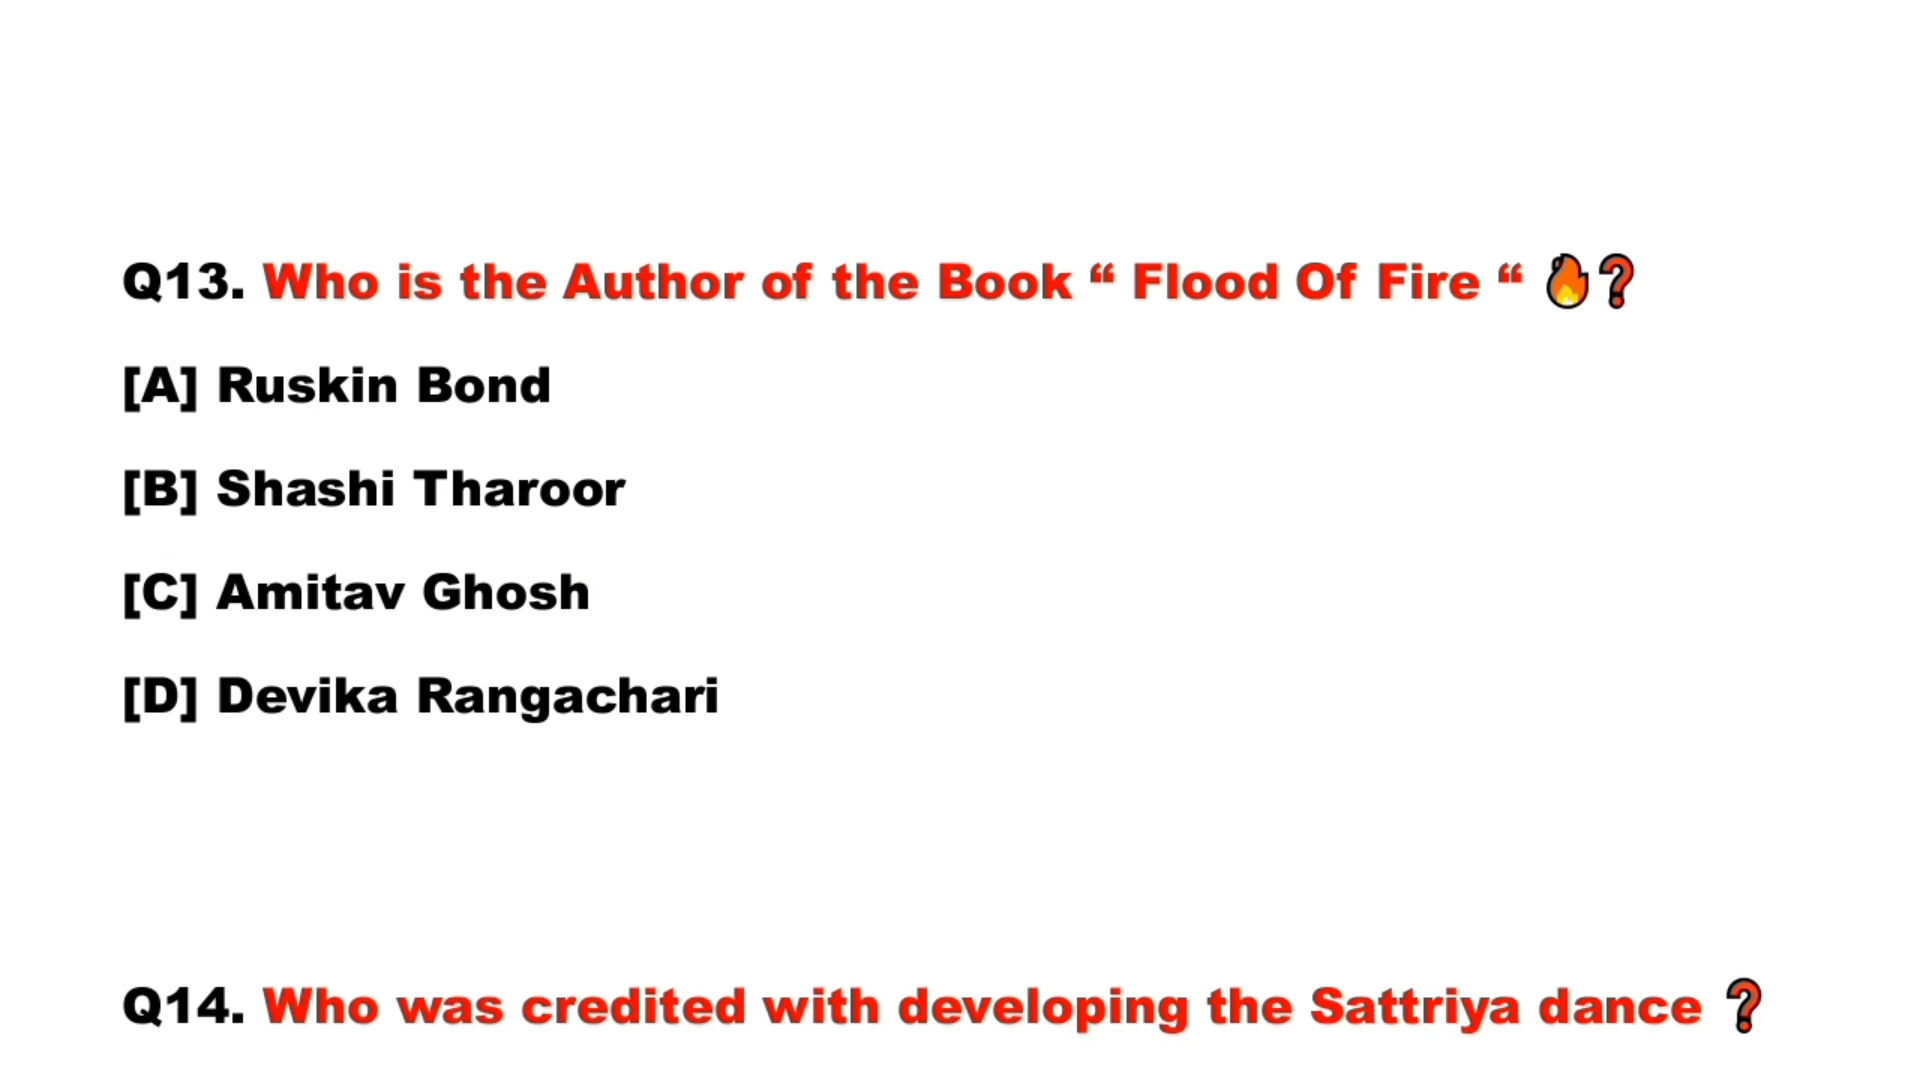 Q13. Who is the Author of the Book “ Flood Of Fire “ 🔥❓
[A] Ruskin Bond
[B] Shashi Tharoor
[C] Amitav Ghosh
[D] Devika Rangachari
Q14. Who was credited with developing the Sattriya dance ❓